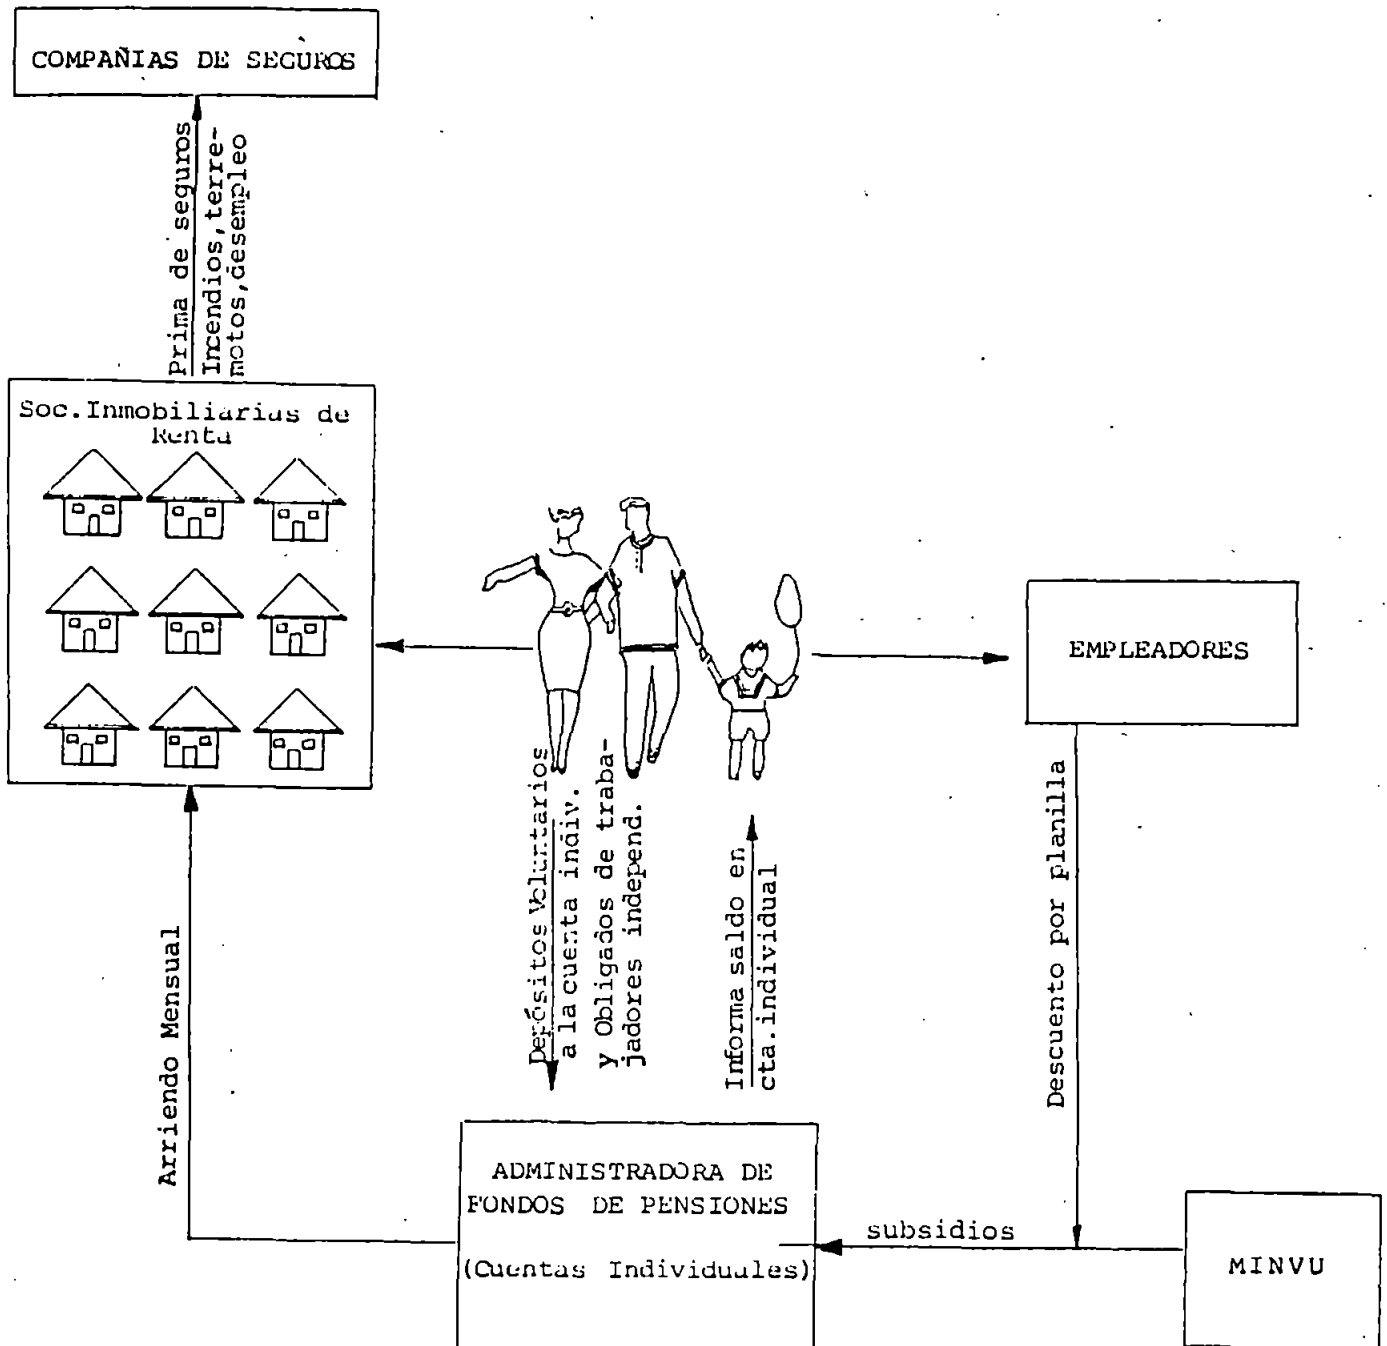 COMPAÑIAS DE SEGUROS
Prima de seguros
Incendios,terre-
motos,desempleo
Soc.Inmobiliarias de
Renta
EMPLEADORES
Depósitos Voluntarios
a la cuenta indiv.
y Obligados de traba-
jadores independ.
Informa saldo en
cta.individual
Descuento por planilla
Arriendo Mensual
ADMINISTRADORA DE
FONDOS DE PENSIONES
(Cuentas Individuales)
subsidios
MINVU